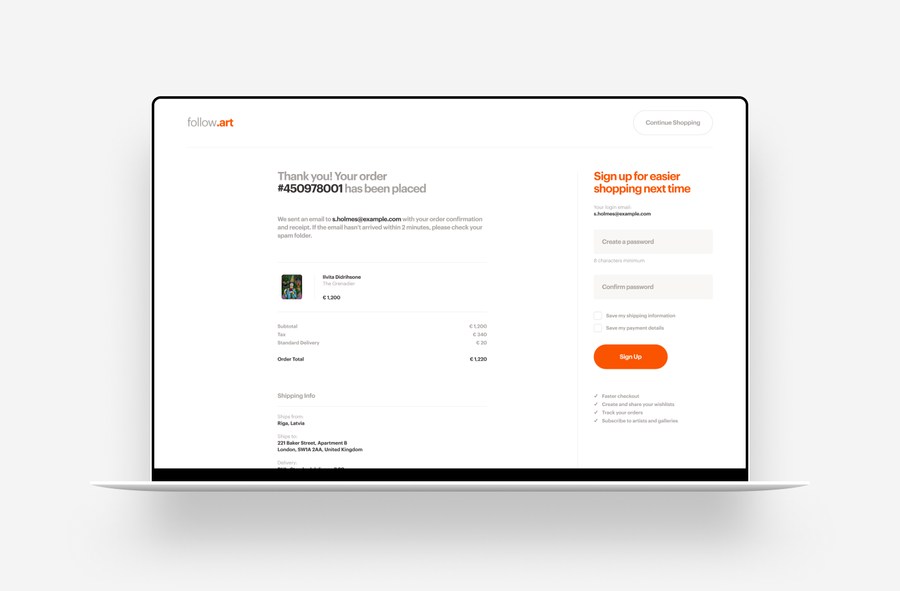 follow.art
Continue Shopping
Thank you! Your order
#450978001 has been placed
We sent an email to s.holmes@example.com with your order confirmation
and receipt. If the email hasn't arrived within 2 minutes, please check your
spam folder.
Ilvita Didrihsone
The Grenadier
€ 1,200
Subtotal € 1,200
Tax € 240
Standard Delivery € 20
Order Total € 1,220
Shipping Info
Ships from:
Riga, Latvia
Ships to:
221 Baker Street, Apartment B
London, SW1A 2AA, United Kingdom
Delivery:
Sign up for easier
shopping next time
Your login email:
s.holmes@example.com
Create a password
8 characters minimum
Confirm password
Save my shipping information
Save my payment details
Sign Up
✓ Faster checkout
✓ Create and share your wishlists
✓ Track your orders
✓ Subscribe to artists and galleries